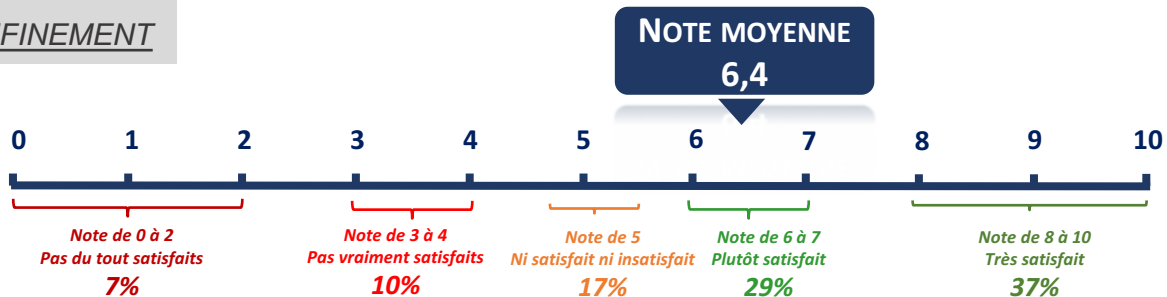 FINEMENT
NOTE MOYENNE
6,4
0 1 2 3 4 5 6 7 8 9 10
Note de 0 à 2
Pas du tout satisfaits
7%
Note de 3 à 4
Pas vraiment satisfaits
10%
Note de 5
Ni satisfait ni insatisfait
17%
Note de 6 à 7
Plutôt satisfait
29%
Note de 8 à 10
Très satisfait
37%